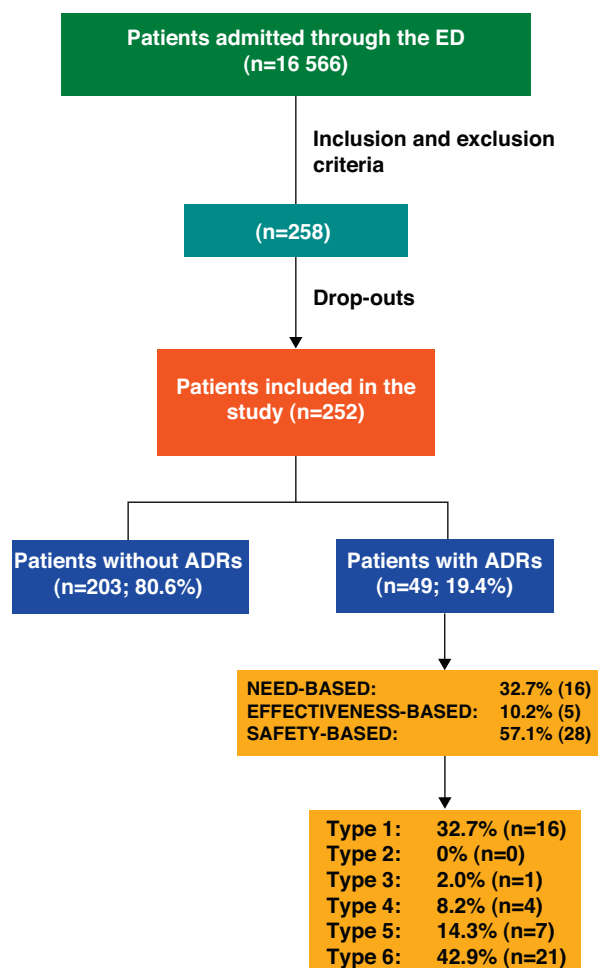 Patients admitted through the ED
(n=16 566)
Inclusion and exclusion
criteria
(n=258)
Drop-outs
Patients included in the
study (n=252)
Patients without ADRs
(n=203; 80.6%)
Patients with ADRs
(n=49; 19.4%)
NEED-BASED: 32.7% (16)
EFFECTIVENESS-BASED: 10.2% (5)
SAFETY-BASED: 57.1% (28)
Type 1: 32.7% (n=16)
Type 2: 0% (n=0)
Type 3: 2.0% (n=1)
Type 4: 8.2% (n=4)
Type 5: 14.3% (n=7)
Type 6: 42.9% (n=21)